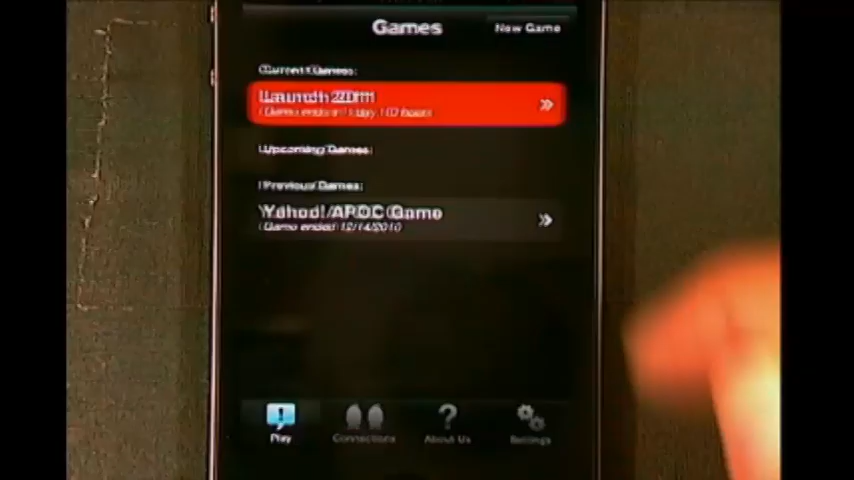 Games
New Game
Current Games:
Launch
Upcoming Games:
Previous Games:
Yahoo! APOC Game
(Game ended 12/14/2010
Play
Connections
About Us
Settings